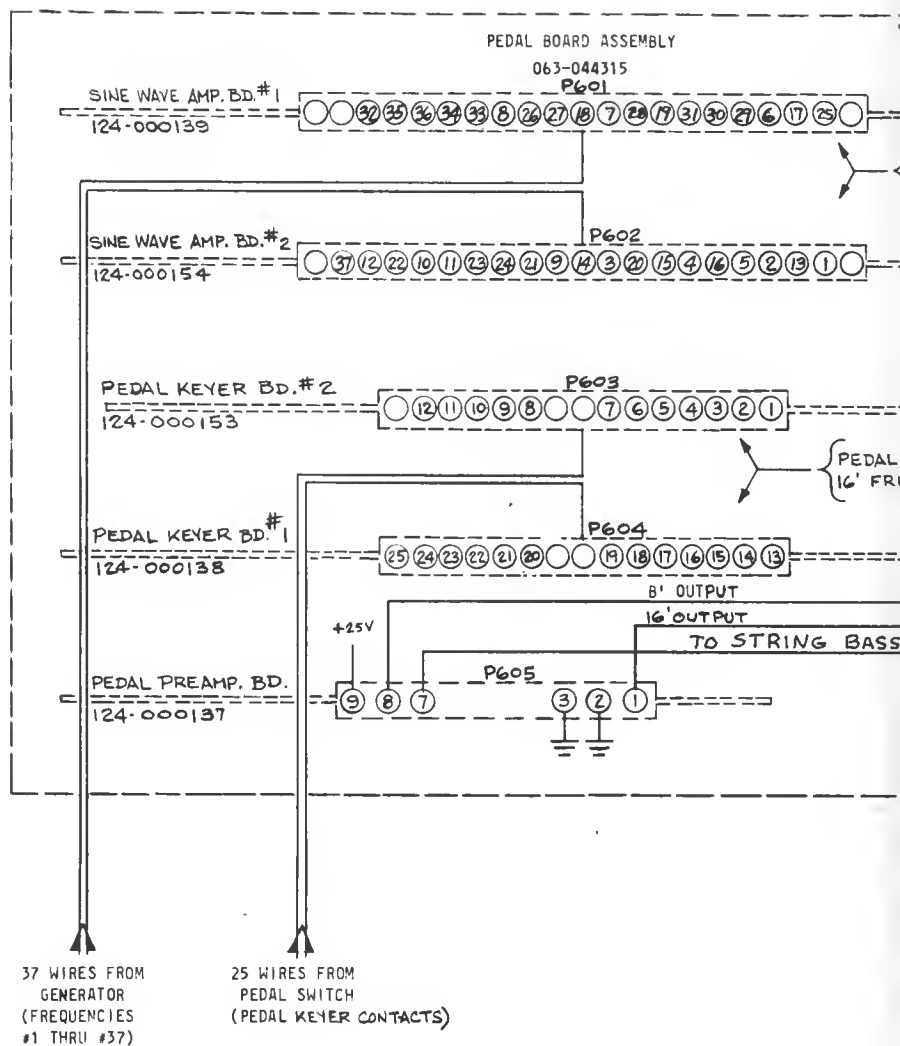 PEDAL BOARD ASSEMBLY
063-044315
P601
SINE WAVE AMP. BD. #1
124-000139
32 35 36 34 33 8 26 27 18 7 28 19 31 30 29 6 17 25
P602
SINE WAVE AMP. BD. #2
124-000154
37 12 22 10 11 23 24 21 9 14 3 20 15 4 16 5 2 13 1
P603
PEDAL KEYER BD. #2
124-000153
12 11 10 9 8 7 6 5 4 3 2 1
PEDAL
16' FRE
P604
PEDAL KEYER BD. #1
124-000138
25 24 23 22 21 20 19 18 17 16 15 14 13
8' OUTPUT
16' OUTPUT
TO STRING BASS
+25V
P605
PEDAL PREAMP. BD.
124-000137
9 8 7 3 2 1
37 WIRES FROM
GENERATOR
(FREQUENCIES
#1 THRU #37)
25 WIRES FROM
PEDAL SWITCH
(PEDAL KEYER CONTACTS)